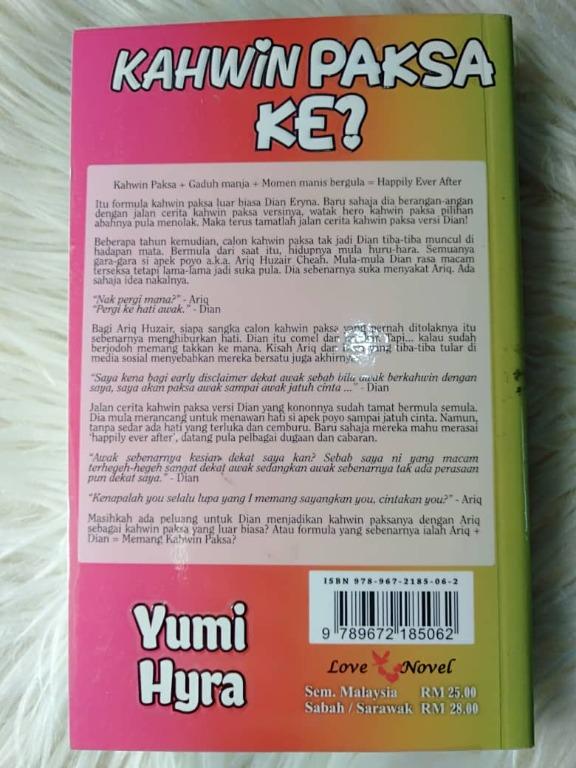 KAHWIN PAKSA
KE?
Kahwin Paksa + Gaduh manja + Momen manis bergula = Happily Ever After
Itu formula kahwin paksa luar biasa Dian Eryna. Baru sahaja dia berangan-angan
dengan jalan cerita kahwin paksa versinya, watak hero kahwin paksa pilihan
abahnya pula menolak. Maka terus tamatlah jalan cerita kahwin paksa versi Dian!
Beberapa tahun kemudian, calon kahwin paksa tak jadi Dian tiba-tiba muncul di
hadapan mata. Bermula dari saat itu, hidupnya mula huru-hara. Semuanya
gara-gara si apek poyo a.k.a. Ariq Huzair Cheah. Mula-mula Dian rasa macam
terseksa tetapi lama-lama jadi suka pula. Dia sebenarnya suka menyakat Ariq. Ada
sahaja idea nakalnya.
"Nak pergi mana?" - Ariq
"Pergi ke hati awak." - Dian
Bagi Ariq Huzair, siapa sangka calon kahwin paksa yang pernah ditolaknya itu
sebenarnya menghiburkan hati. Dian itu comel dan Tapi... kalau sudah
berjodoh memang takkan ke mana. Kisah Ariq dan Dian yang tiba-tiba tular di
media sosial menyebabkan mereka bersatu juga akhirnya.
"Saya kena bagi early disclaimer dekat awak sebab bila awak berkahwin dengan
saya, saya akan paksa awak sampai awak jatuh cinta ..." - Dian
Jalan cerita kahwin paksa versi Dian yang kononnya sudah tamat bermula semula.
Dia mula merancang untuk menawan hati si apek poyo sampai jatuh cinta. Namun,
tanpa sedar ada hati yang terluka dan cemburu. Baru sahaja mereka mahu merasai
'happily ever after', datang pula pelbagai dugaan dan cabaran.
"Awak sebenarnya kesian dekat saya kan? Sebab saya ni yang macam
terhegeh-hegeh sangat dekat awak sedangkan awak sebenarnya tak ada perasaan
pun dekat saya." - Dian
"Kenapalah you selalu lupa yang I memang sayangkan you, cintakan you?" - Ariq
Masihkah ada peluang untuk Dian menjadikan kahwin paksanya dengan Ariq
sebagai kahwin paksa yang luar biasa? Atau formula yang sebenarnya ialah Ariq +
Dian = Memang Kahwin Paksa?
ISBN 978-967-2185-06-2
9 789672 185062
Yumi
Hyra
Love Novel
Sem. Malaysia RM 25.00
Sabah / Sarawak RM 28.00